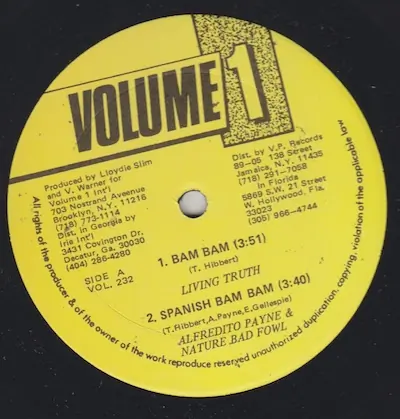 VOLUME 1
Produced by Lloydie Slim
and V. Warner for
Volume 1 Int'l
703 Nostrand Avenue
Brooklyn, N.Y. 11216
(718) 773-1114
Dist. in Georgia by
Irie Int'l
3431 Covington Dr.
Decatur, Ga. 30030
(404) 286-4280
SIDE A
VOL. 232
Dist. by V.P. Records
89-05 138 Street
Jamaica, N.Y. 11435
(718) 291-7058
In Florida
5869 S.W. 21 Street
W. Hollywood, Fla.
33023
(305) 966-4744
1. BAM BAM (3:51)
(T. Hibbert)
LIVING TRUTH
2. SPANISH BAM BAM (3:40)
(T.Hibbert,A.Payne,E.Gallespie)
ALFREDITO PAYNE &
NATURE BAD FOWL
All rights of the producer & of the owner of the work reproduce reserved unauthorized duplication, copying, violation of the applicable law